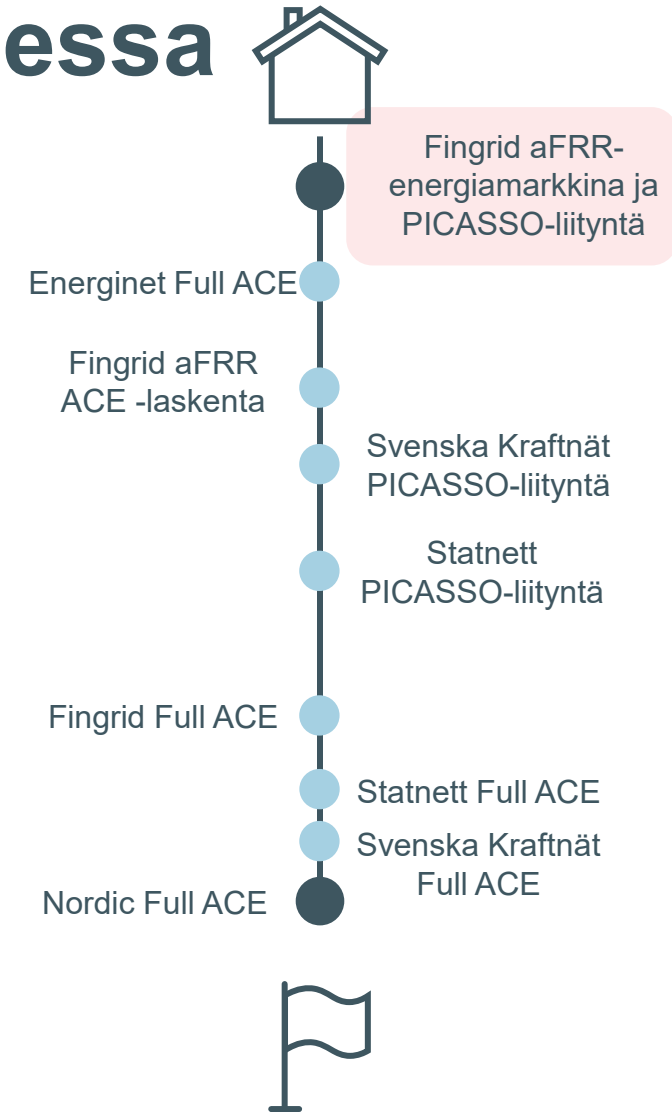 essa
Fingrid aFRR-
energiamarkkina ja
PICASSO-liityntä
Energinet Full ACE
Fingrid aFRR
ACE -laskenta
Svenska Kraftnät
PICASSO-liityntä
Statnett
PICASSO-liityntä
Fingrid Full ACE
Statnett Full ACE
Svenska Kraftnät
Full ACE
Nordic Full ACE